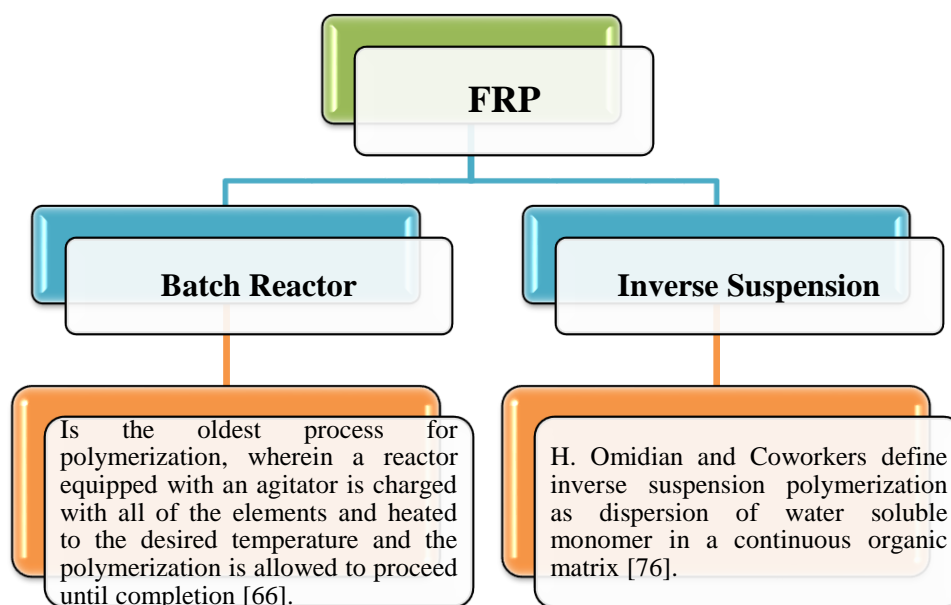 FRP
Batch Reactor
Inverse Suspension
Is the oldest process for
polymerization, wherein a reactor
equipped with an agitator is charged
with all of the elements and heated
to the desired temperature and the
polymerization is allowed to proceed
until completion [66].
H. Omidian and Coworkers define
inverse suspension polymerization
as dispersion of water soluble
monomer in a continuous organic
matrix [76].